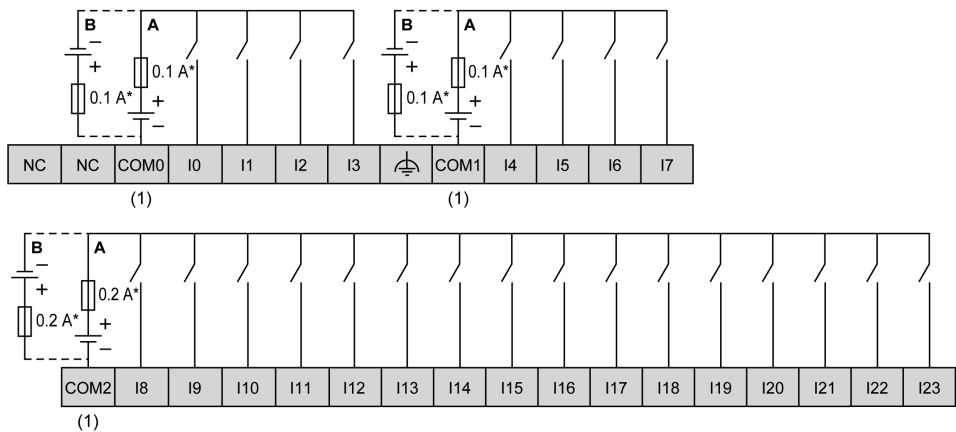 B − A B − A
+ 0.1 A* + 0.1 A*
0.1 A* + 0.1 A* +
− −
NC NC COM0 I0 I1 I2 I3 COM1 I4 I5 I6 I7
(1) (1)
B − A
+ 0.2 A*
0.2 A* +
−
COM2 I8 I9 I10 I11 I12 I13 I14 I15 I16 I17 I18 I19 I20 I21 I22 I23
(1)